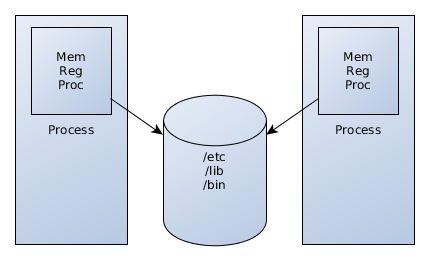 Mem
Reg
Proc
Process
/etc
/lib
/bin
Mem
Reg
Proc
Process